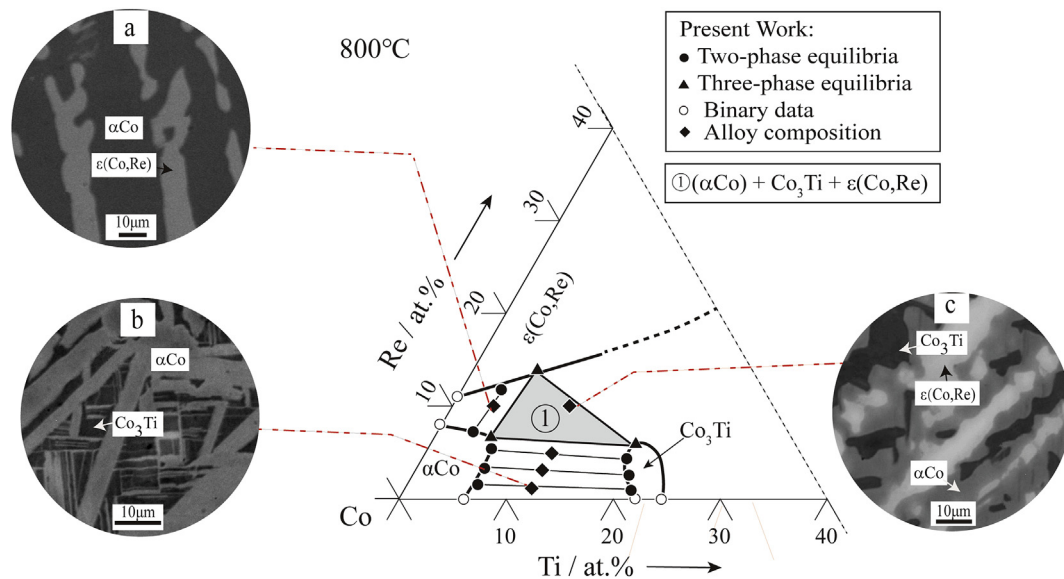 a
αCo
ε(Co,Re)
10μm
800℃
Present Work:
Two-phase equilibria
Three-phase equilibria
Binary data
Alloy composition
①(αCo) + Co₃Ti + ε(Co,Re)
40
30
20
10
Re / at.%
ε(Co,Re)
b
αCo
Co₃Ti
10μm
①
αCo
Co₃Ti
c
Co₃Ti
ε(Co,Re)
αCo
10μm
Co
10
20
30
40
Ti / at.%